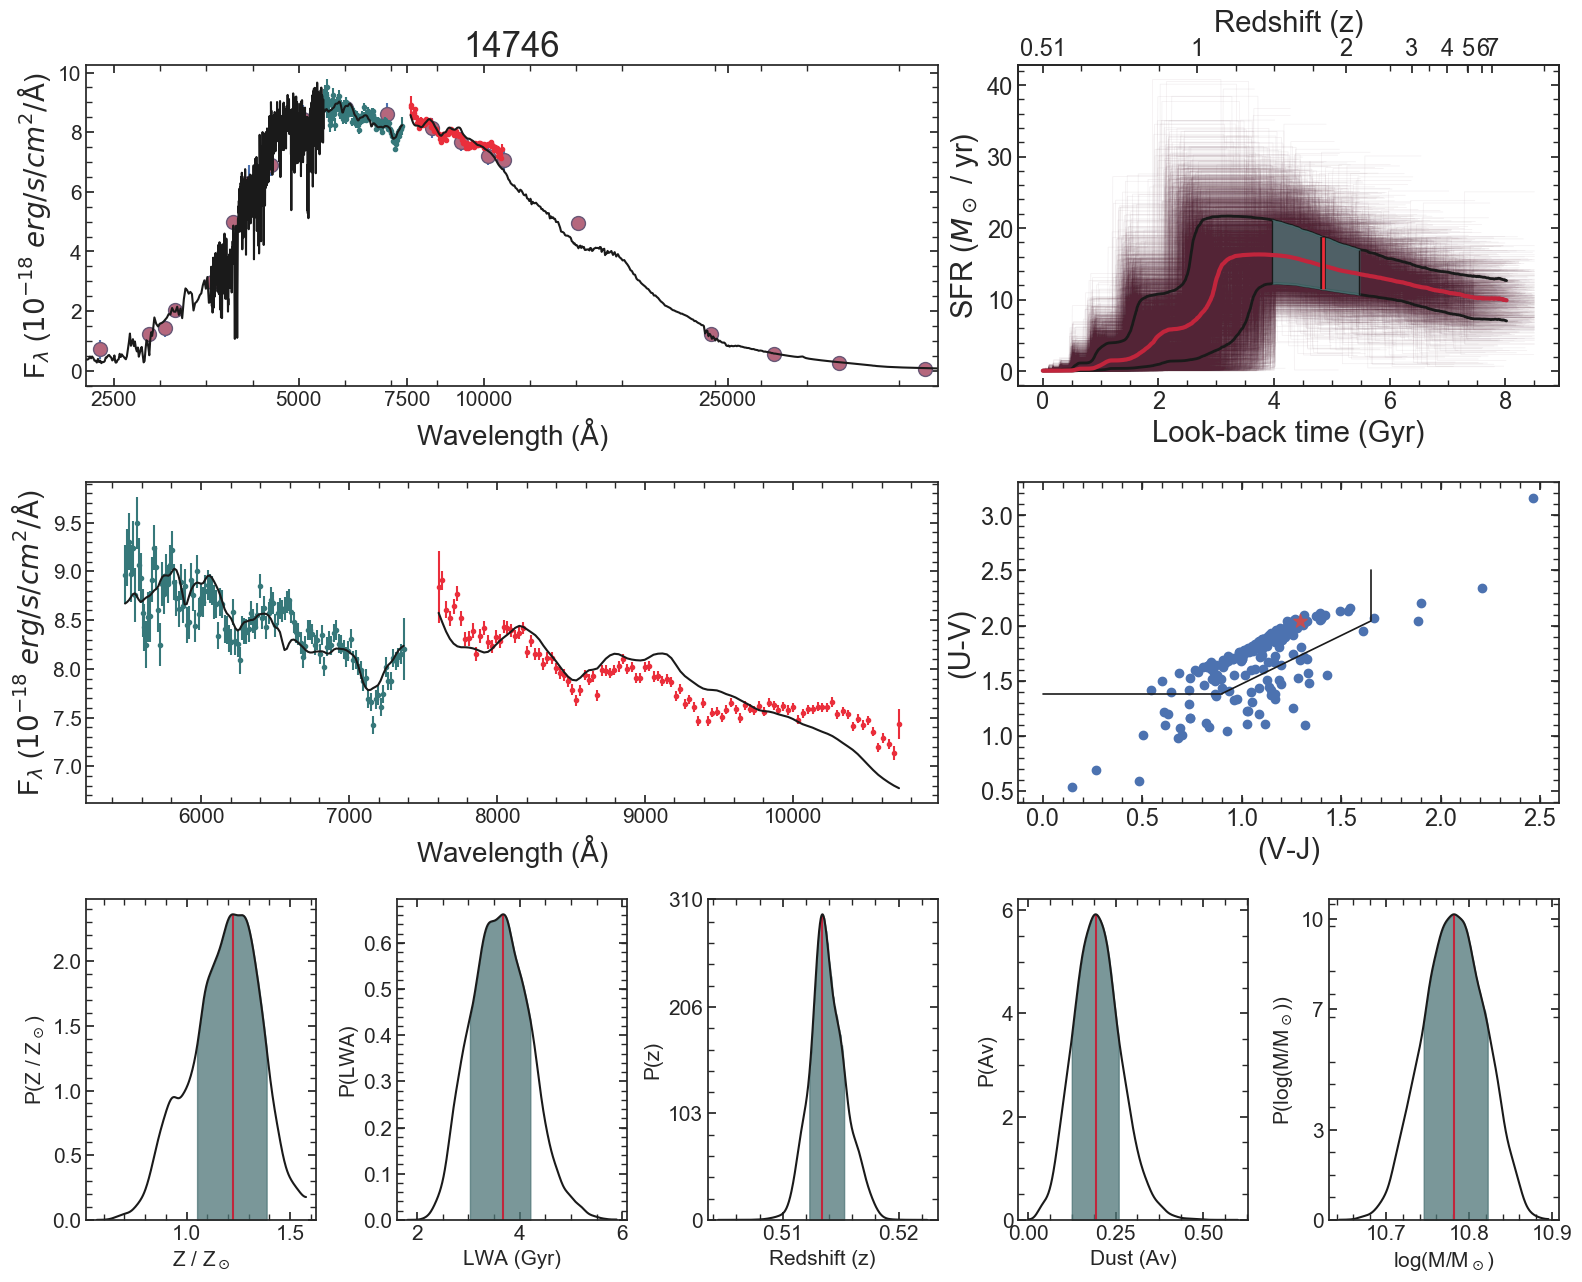 14746
F_λ (10^−18 erg/s/cm^2/Å)
10
8
6
4
2
0
2500 5000 7500 10000 25000
Wavelength (Å)
Redshift (z)
0.51 1 2 3 4 5 6 7
SFR (M_⊙ / yr)
40
30
20
10
0
0 2 4 6 8
Look-back time (Gyr)
F_λ (10^−18 erg/s/cm^2/Å)
9.5
9.0
8.5
8.0
7.5
7.0
6000 7000 8000 9000 10000
Wavelength (Å)
(U-V)
3.0
2.5
2.0
1.5
1.0
0.5
0.0 0.5 1.0 1.5 2.0 2.5
(V-J)
P(Z / Z_⊙)
2.0
1.5
1.0
0.5
0.0
1.0 1.5
Z / Z_⊙
P(LWA)
0.6
0.5
0.4
0.3
0.2
0.1
0.0
2 4 6
LWA (Gyr)
P(z)
310
206
103
0
0.51 0.52
Redshift (z)
P(Av)
6
4
2
0
0.00 0.25 0.50
Dust (Av)
P(log(M/M_⊙))
10
7
3
0
10.7 10.8 10.9
log(M/M_⊙)